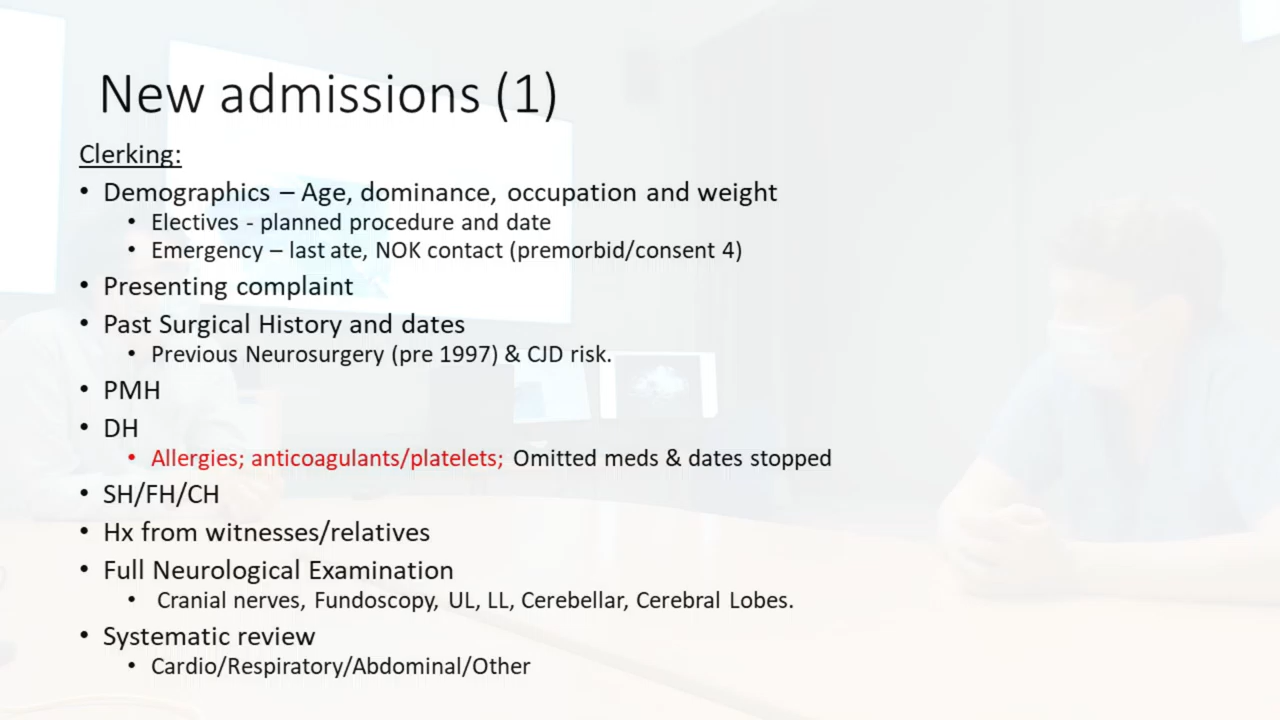 New admissions (1)
Clerking:
• Demographics – Age, dominance, occupation and weight
• Electives - planned procedure and date
• Emergency – last ate, NOK contact (premorbid/consent 4)
• Presenting complaint
• Past Surgical History and dates
• Previous Neurosurgery (pre 1997) & CJD risk.
• PMH
• DH
• Allergies; anticoagulants/platelets; Omitted meds & dates stopped
• SH/FH/CH
• Hx from witnesses/relatives
• Full Neurological Examination
• Cranial nerves, Fundoscopy, UL, LL, Cerebellar, Cerebral Lobes.
• Systematic review
• Cardio/Respiratory/Abdominal/Other